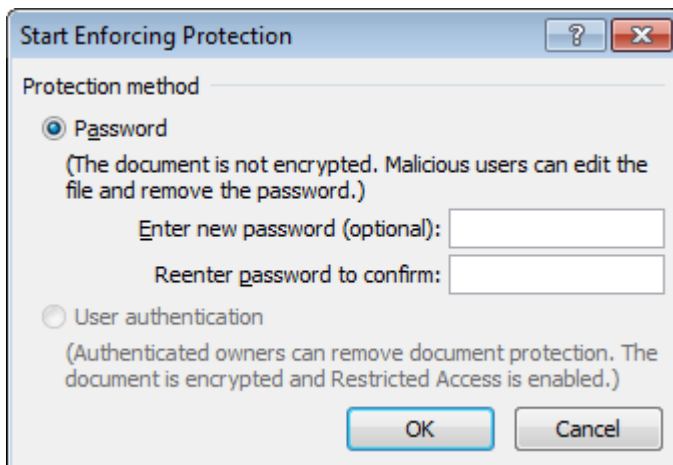 Start Enforcing Protection
Protection method
Password
(The document is not encrypted. Malicious users can edit the
file and remove the password.)
Enter new password (optional):
Reenter password to confirm:
User authentication
(Authenticated owners can remove document protection. The
document is encrypted and Restricted Access is enabled.)
OK Cancel